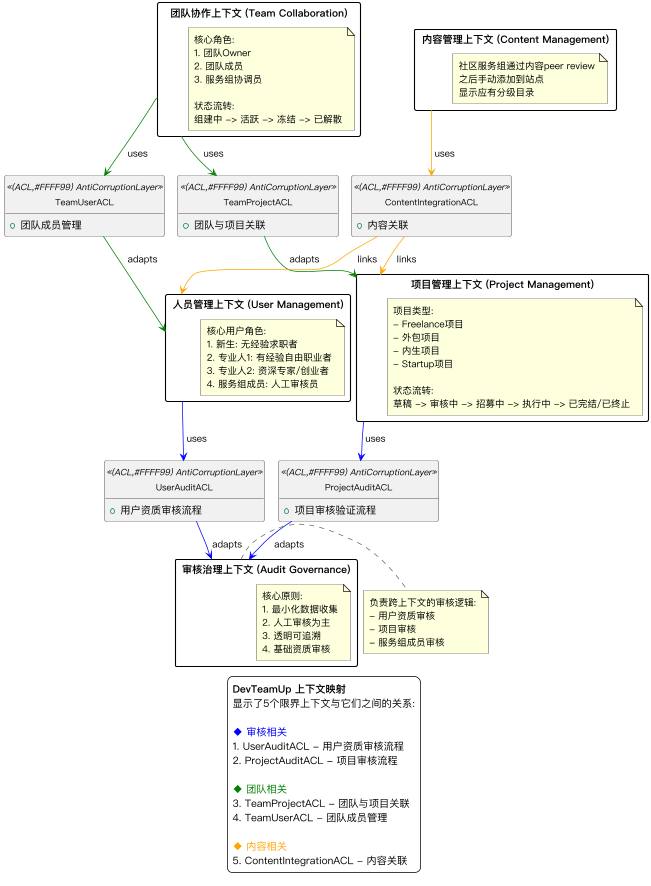 团队协作上下文 (Team Collaboration)
核心角色:
1. 团队Owner
2. 团队成员
3. 服务组协调员
状态流转:
组建中 -> 活跃 -> 冻结 -> 已解散
内容管理上下文 (Content Management)
社区服务组通过内容peer review
之后手动添加到站点
显示应有分级目录
uses
uses
uses
«(ACL,#FFFF99) AntiCorruptionLayer»
TeamUserACL
团队成员管理
«(ACL,#FFFF99) AntiCorruptionLayer»
TeamProjectACL
团队与项目关联
«(ACL,#FFFF99) AntiCorruptionLayer»
ContentIntegrationACL
内容关联
adapts
adapts
links
links
人员管理上下文 (User Management)
核心用户角色:
1. 新生: 无经验求职者
2. 专业人1: 有经验自由职业者
3. 专业人2: 资深专家/创业者
4. 服务组成员: 人工审核员
项目管理上下文 (Project Management)
项目类型:
- Freelance项目
- 外包项目
- 内生项目
- Startup项目
状态流转:
草稿 -> 审核中 -> 招募中 -> 执行中 -> 已完结/已终止
uses
uses
«(ACL,#FFFF99) AntiCorruptionLayer»
UserAuditACL
用户资质审核流程
«(ACL,#FFFF99) AntiCorruptionLayer»
ProjectAuditACL
项目审核验证流程
adapts
adapts
审核治理上下文 (Audit Governance)
核心原则:
1. 最小化数据收集
2. 人工审核为主
3. 透明可追溯
4. 基础资质审核
负责跨上下文的审核逻辑:
- 用户资质审核
- 项目审核
- 服务组成员审核
DevTeamUp 上下文映射
显示了5个限界上下文与它们之间的关系:
◆ 审核相关
1. UserAuditACL - 用户资质审核流程
2. ProjectAuditACL - 项目审核流程
◆ 团队相关
3. TeamProjectACL - 团队与项目关联
4. TeamUserACL - 团队成员管理
◆ 内容相关
5. ContentIntegrationACL - 内容关联